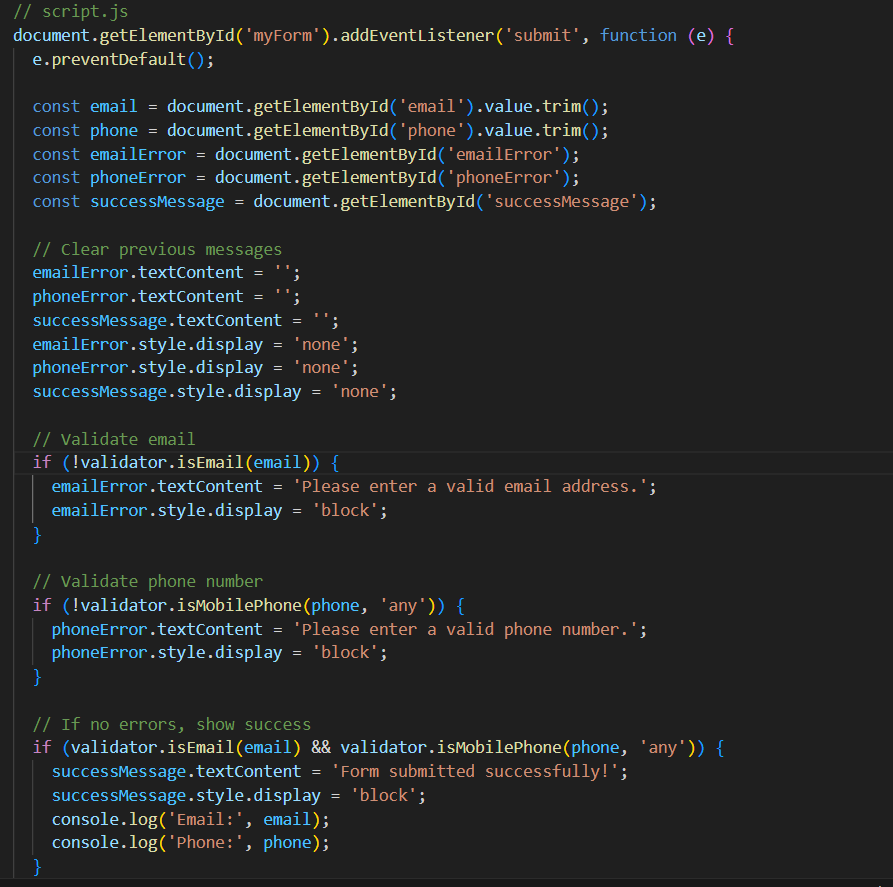 // script.js
document.getElementById('myForm').addEventListener('submit', function (e) {
  e.preventDefault();

  const email = document.getElementById('email').value.trim();
  const phone = document.getElementById('phone').value.trim();
  const emailError = document.getElementById('emailError');
  const phoneError = document.getElementById('phoneError');
  const successMessage = document.getElementById('successMessage');

  // Clear previous messages
  emailError.textContent = '';
  phoneError.textContent = '';
  successMessage.textContent = '';
  emailError.style.display = 'none';
  phoneError.style.display = 'none';
  successMessage.style.display = 'none';

  // Validate email
  if (!validator.isEmail(email)) {
    emailError.textContent = 'Please enter a valid email address.';
    emailError.style.display = 'block';
  }

  // Validate phone number
  if (!validator.isMobilePhone(phone, 'any')) {
    phoneError.textContent = 'Please enter a valid phone number.';
    phoneError.style.display = 'block';
  }

  // If no errors, show success
  if (validator.isEmail(email) && validator.isMobilePhone(phone, 'any')) {
    successMessage.textContent = 'Form submitted successfully!';
    successMessage.style.display = 'block';
    console.log('Email:', email);
    console.log('Phone:', phone);
  }